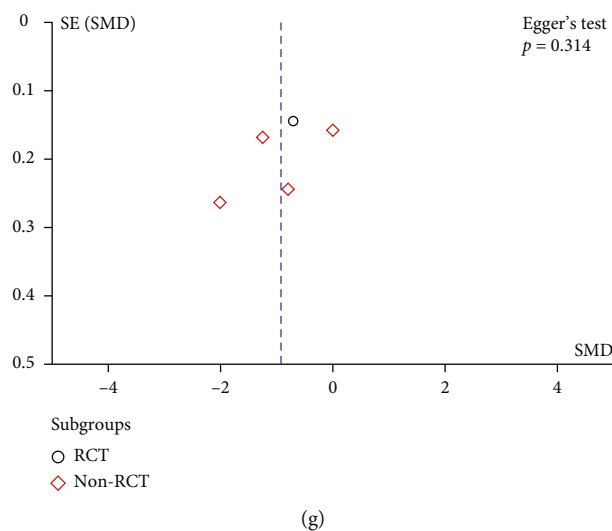 0
SE (SMD)
Egger's test
p = 0.314
0.1
0.2
0.3
0.4
0.5
SMD
−4
−2
0
2
4
Subgroups
RCT
Non-RCT
(g)